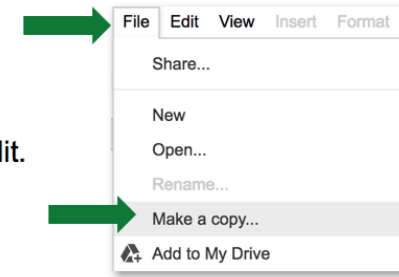 File Edit View Insert Format
Share...
New
Open...
Rename...
Make a copy...
Add to My Drive